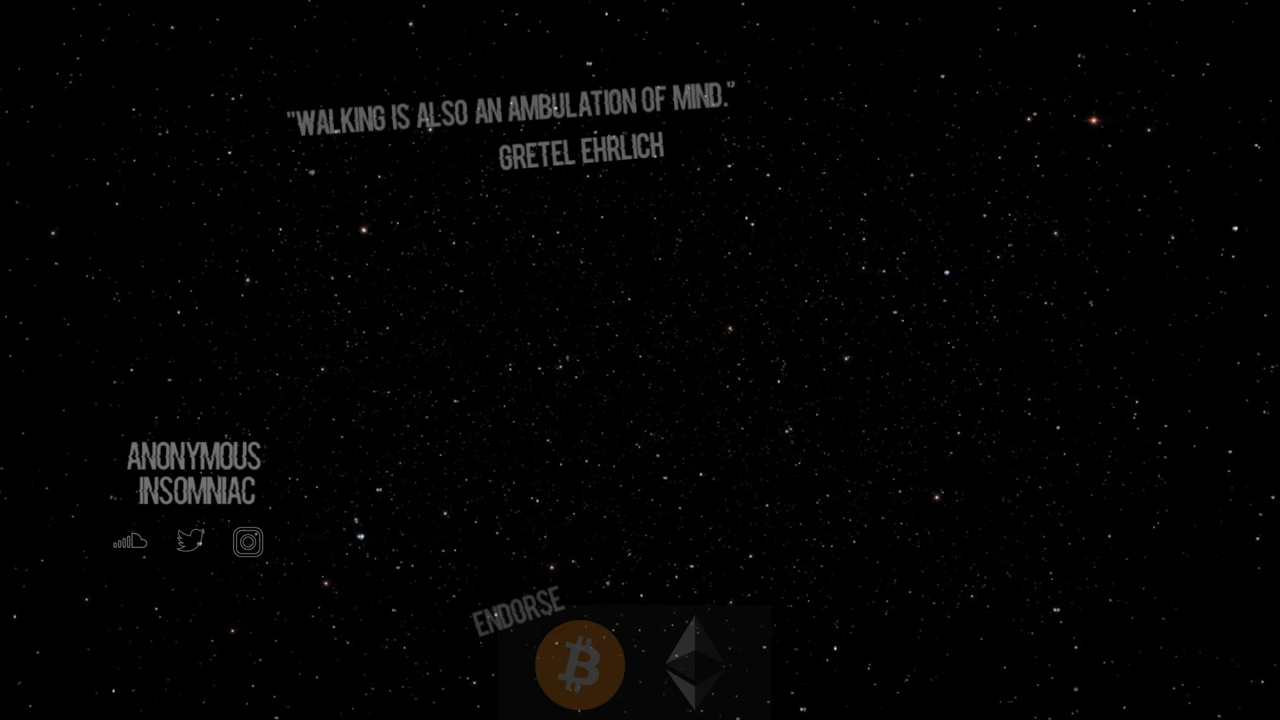 "WALKING IS ALSO AN AMBULATION OF MIND."
GRETEL EHRLICH
ANONYMOUS
INSOMNIAC
ENDORSE